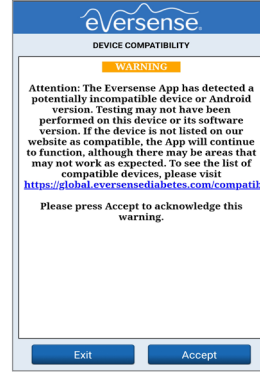 eversense.
DEVICE COMPATIBILITY
WARNING
Attention: The Eversense App has detected a
potentially incompatible device or Android
version. Testing may not have been
performed on this device or its software
version. If the device is not listed on our
website as compatible, the App will continue
to function, although there may be areas that
may not work as expected. To see the list of
compatible devices, please visit
https://global.eversensediabetes.com/compatib
Please press Accept to acknowledge this
warning.
Exit
Accept